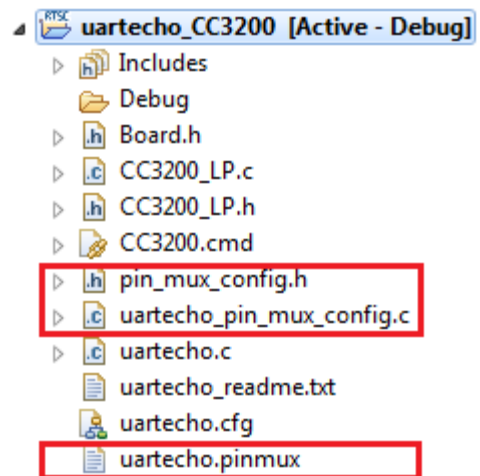 RTSC
uartecho_CC3200 [Active - Debug]
Includes
Debug
.h Board.h
.c CC3200_LP.c
.h CC3200_LP.h
CC3200.cmd
.h pin_mux_config.h
.c uartecho_pin_mux_config.c
.c uartecho.c
uartecho_readme.txt
uartecho.cfg
uartecho.pinmux